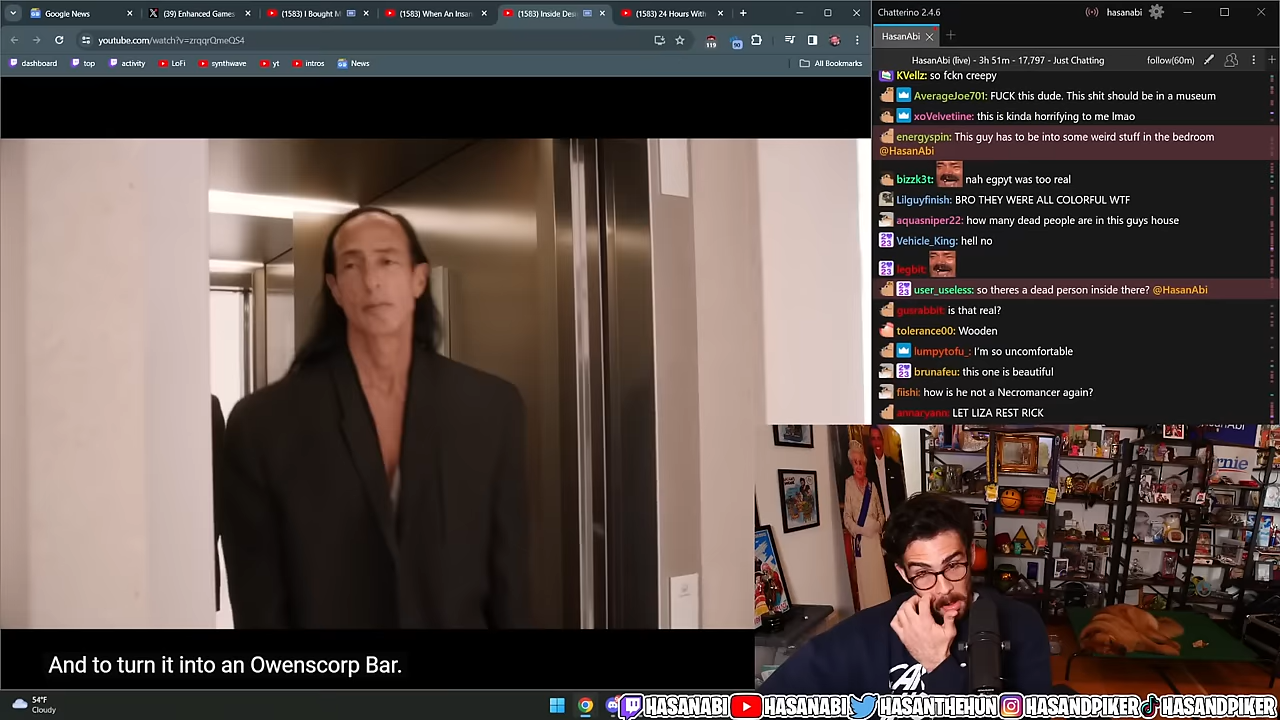 Google News
(39) Enhanced Games
(1583) I Bought M
(1583) When An Insan
(1583) Inside Desi
(1583) 24 Hours With
youtube.com/watch?v=zrqqrQmeQS4
119
90
dashboard
top
activity
LoFi
synthwave
yt
intros
News
All Bookmarks
Chatterino 2.4.6
hasanabi
HasanAbi
HasanAbi (live) - 3h 51m - 17,797 - Just Chatting
follow(60m)
KVellz: so fckn creepy
AverageJoe701: FUCK this dude. This shit should be in a museum
xoVelvetiine: this is kinda horrifying to me lmao
energyspin: This guy has to be into some weird stuff in the bedroom
@HasanAbi
bizzk3t: nah egpyt was too real
Lilguyfinish: BRO THEY WERE ALL COLORFUL WTF
aquasniper22: how many dead people are in this guys house
Vehicle_King: hell no
legbit:
user_useless: so theres a dead person inside there? @HasanAbi
gusrabbit: is that real?
tolerance00: Wooden
lumpytofu_: I'm so uncomfortable
brunafeu: this one is beautiful
fiishi: how is he not a Necromancer again?
annaryann: LET LIZA REST RICK
And to turn it into an Owenscorp Bar.
54°F
Cloudy
HASANABI
HASANABI
HASANTHEHUN
HASANDPIKER
HASANDPIKER